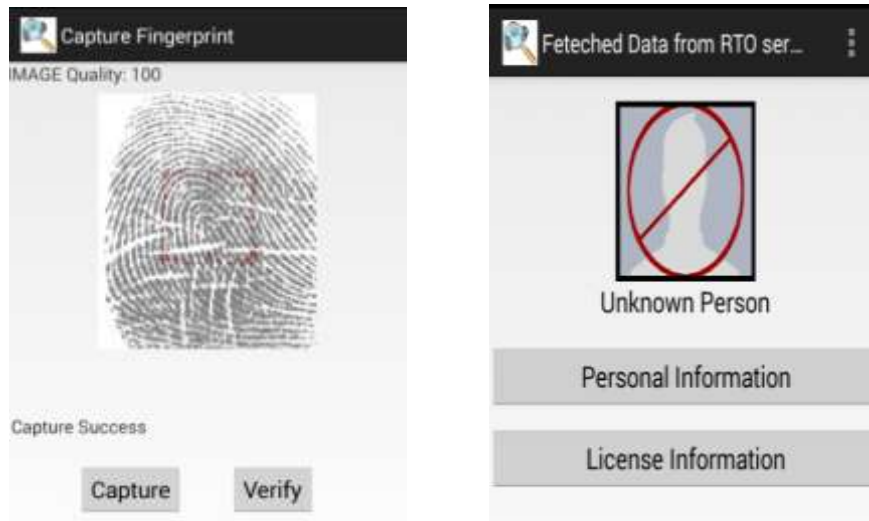 Capture Fingerprint
IMAGE Quality: 100
Capture Success
Capture
Verify
Feteched Data from RTO ser...
Unknown Person
Personal Information
License Information